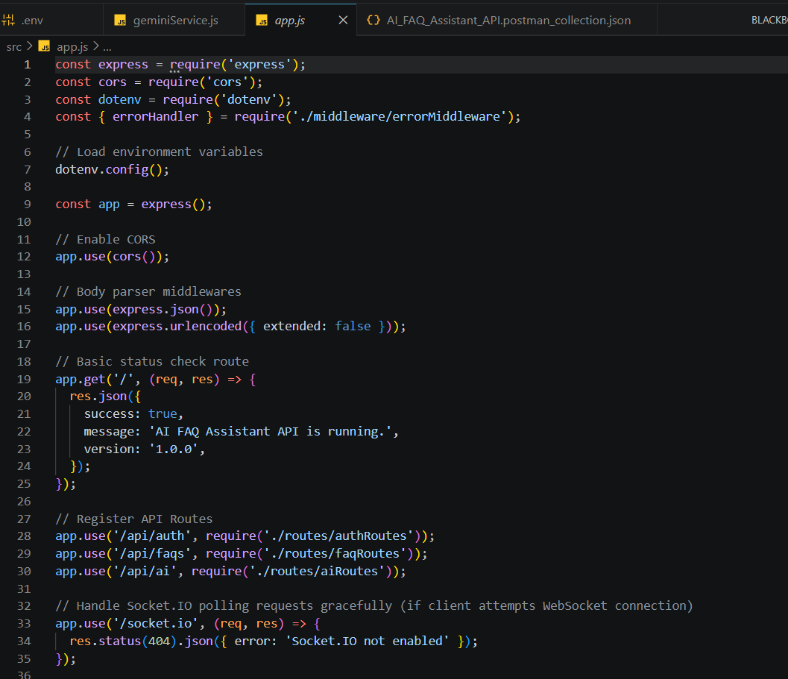 .env
JS geminiService.js
JS app.js
{} AI_FAQ_Assistant_API.postman_collection.json
BLACKBO
src > JS app.js > ...
1 const express = require('express');
2 const cors = require('cors');
3 const dotenv = require('dotenv');
4 const { errorHandler } = require('./middleware/errorMiddleware');
5
6 // Load environment variables
7 dotenv.config();
8
9 const app = express();
10
11 // Enable CORS
12 app.use(cors());
13
14 // Body parser middlewares
15 app.use(express.json());
16 app.use(express.urlencoded({ extended: false }));
17
18 // Basic status check route
19 app.get('/', (req, res) => {
20   res.json({
21     success: true,
22     message: 'AI FAQ Assistant API is running.',
23     version: '1.0.0',
24   });
25 });
26
27 // Register API Routes
28 app.use('/api/auth', require('./routes/authRoutes'));
29 app.use('/api/faqs', require('./routes/faqRoutes'));
30 app.use('/api/ai', require('./routes/aiRoutes'));
31
32 // Handle Socket.IO polling requests gracefully (if client attempts WebSocket connection)
33 app.use('/socket.io', (req, res) => {
34   res.status(404).json({ error: 'Socket.IO not enabled' });
35 });
36